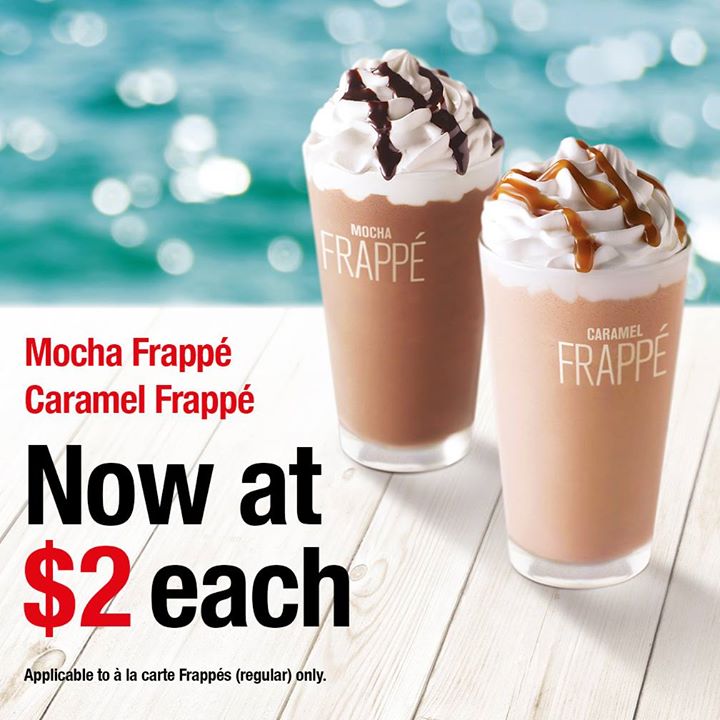 MOCHA
FRAPPÉ
CARAMEL
FRAPPÉ
Mocha Frappé
Caramel Frappé
Now at
$2 each
Applicable to à la carte Frappés (regular) only.